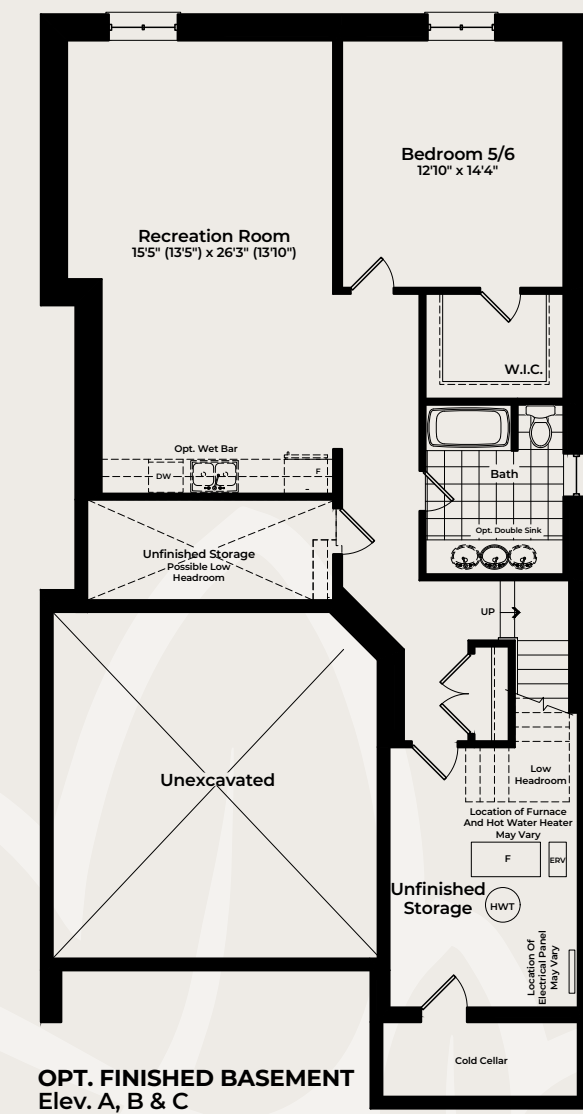 Bedroom 5/6
12'10" x 14'4"
Recreation Room
15'5" (13'5") x 26'3" (13'10")
W.I.C.
Opt. Wet Bar
DW
F
Bath
Opt. Double Sink
Unfinished Storage
Possible Low
Headroom
UP
Unexcavated
Low
Headroom
Location of Furnace
And Hot Water Heater
May Vary
F
ERV
Unfinished
Storage
HWT
Location Of
Electrical Panel
May Vary
Cold Cellar
OPT. FINISHED BASEMENT
Elev. A, B & C